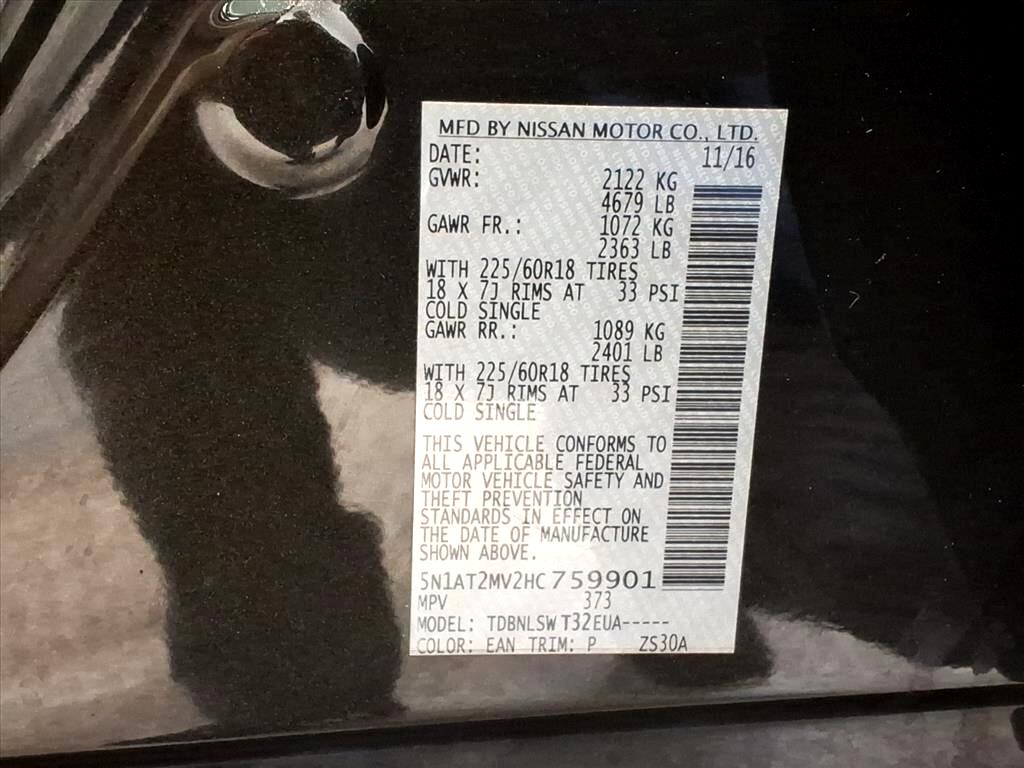 MFD BY NISSAN MOTOR CO., LTD.
DATE: 11/16
GVWR: 2122 KG
4679 LB
GAWR FR.: 1072 KG
2363 LB
WITH 225/60R18 TIRES
18 X 7J RIMS AT 33 PSI
COLD SINGLE
GAWR RR.: 1089 KG
2401 LB
WITH 225/60R18 TIRES
18 X 7J RIMS AT 33 PSI
COLD SINGLE
THIS VEHICLE CONFORMS TO
ALL APPLICABLE FEDERAL
MOTOR VEHICLE SAFETY AND
THEFT PREVENTION
STANDARDS IN EFFECT ON
THE DATE OF MANUFACTURE
SHOWN ABOVE.
5N1AT2MV2HC759901
MPV 373
MODEL: TDBNLSW T32EUA-----
COLOR: EAN TRIM: P ZS30A